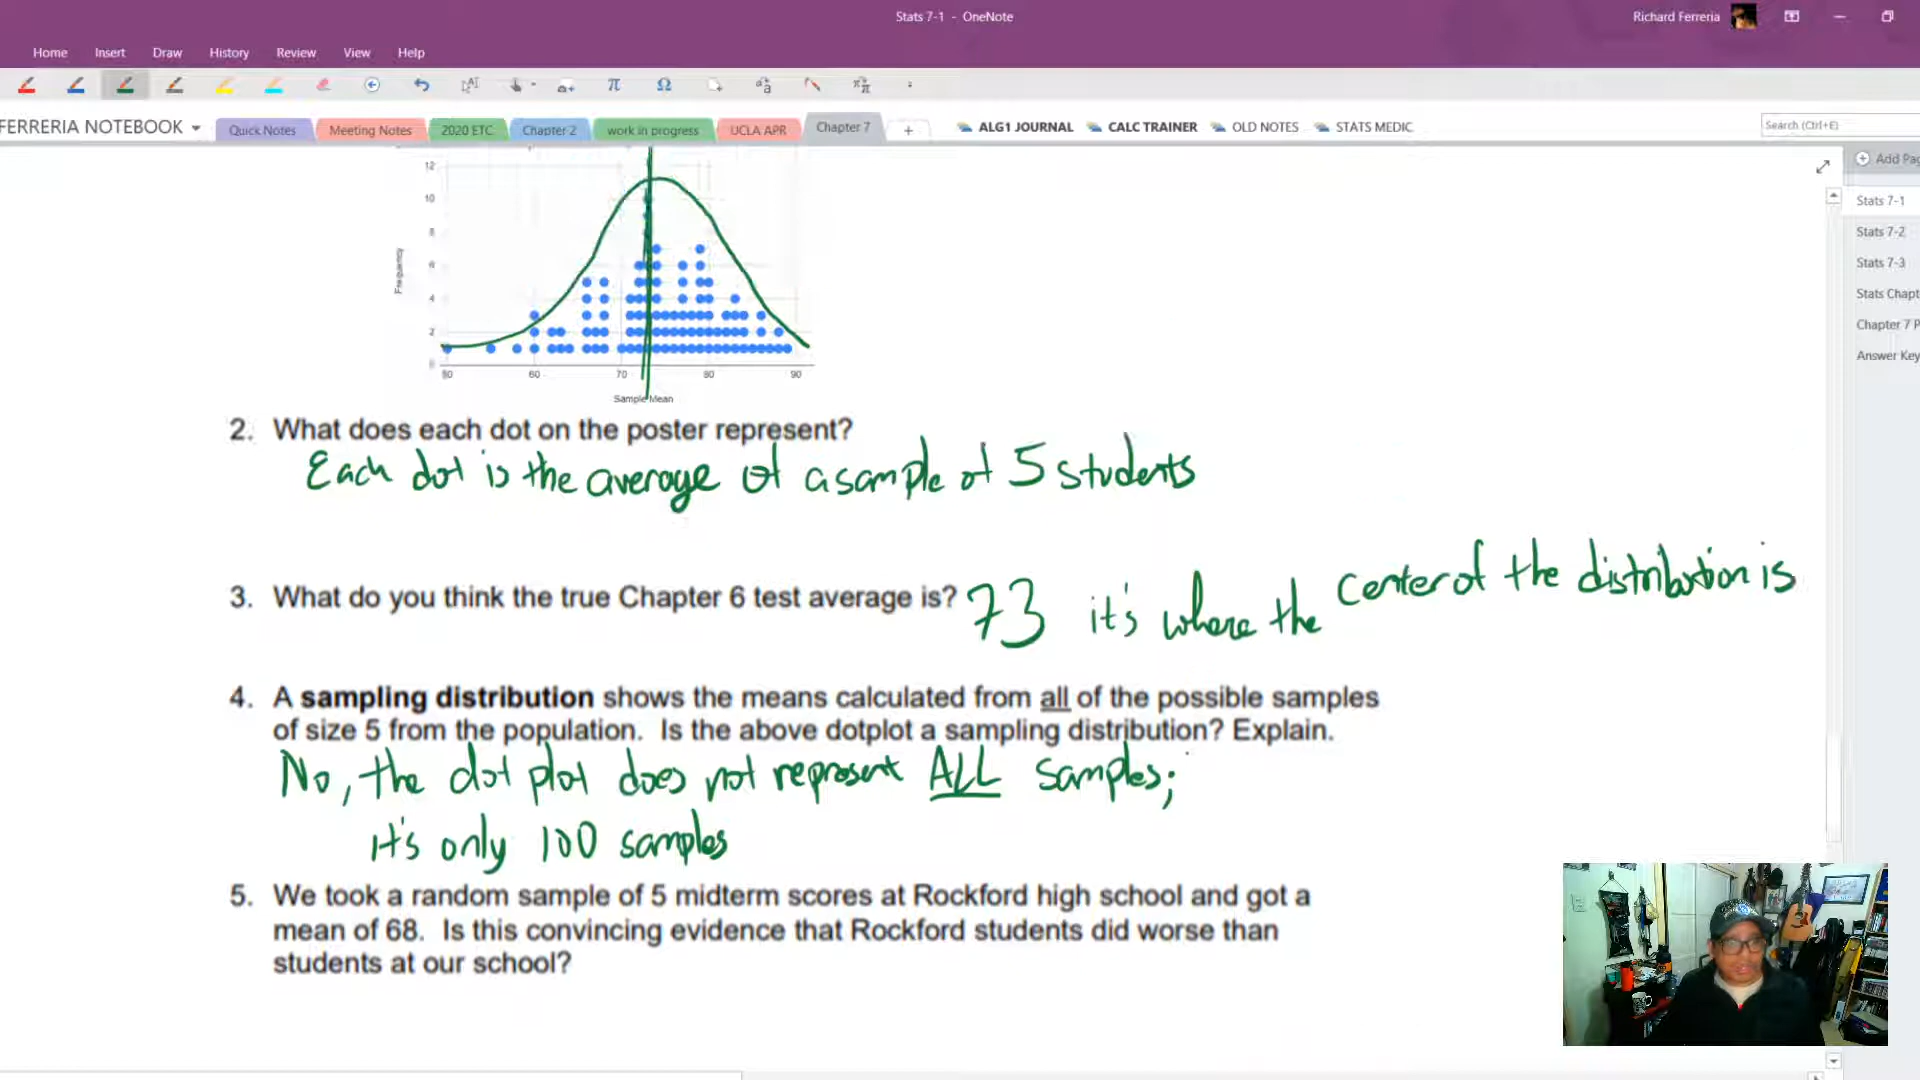 Stats 7-1 - OneNote
Richard Ferreria
Home Insert Draw History Review View Help
FERRERIA NOTEBOOK
Quick Notes Meeting Notes 2020 ETC Chapter 2 work in progress UCLA APR Chapter 7 + ALG1 JOURNAL CALC TRAINER OLD NOTES STATS MEDIC
Search (Ctrl+E)
Add Pag
Stats 7-1
Stats 7-2
Stats 7-3
Stats Chapt
Chapter 7 P
Answer Key
12
10
8
6
4
2
0
Frequency
50 60 70 80 90
Sample Mean
2. What does each dot on the poster represent?
Each dot is the average of a sample of 5 students
3. What do you think the true Chapter 6 test average is? 73 it's where the center of the distribution is
4. A sampling distribution shows the means calculated from all of the possible samples
of size 5 from the population. Is the above dotplot a sampling distribution? Explain.
No, the dot plot does not represent ALL samples;
it's only 100 samples
5. We took a random sample of 5 midterm scores at Rockford high school and got a
mean of 68. Is this convincing evidence that Rockford students did worse than
students at our school?